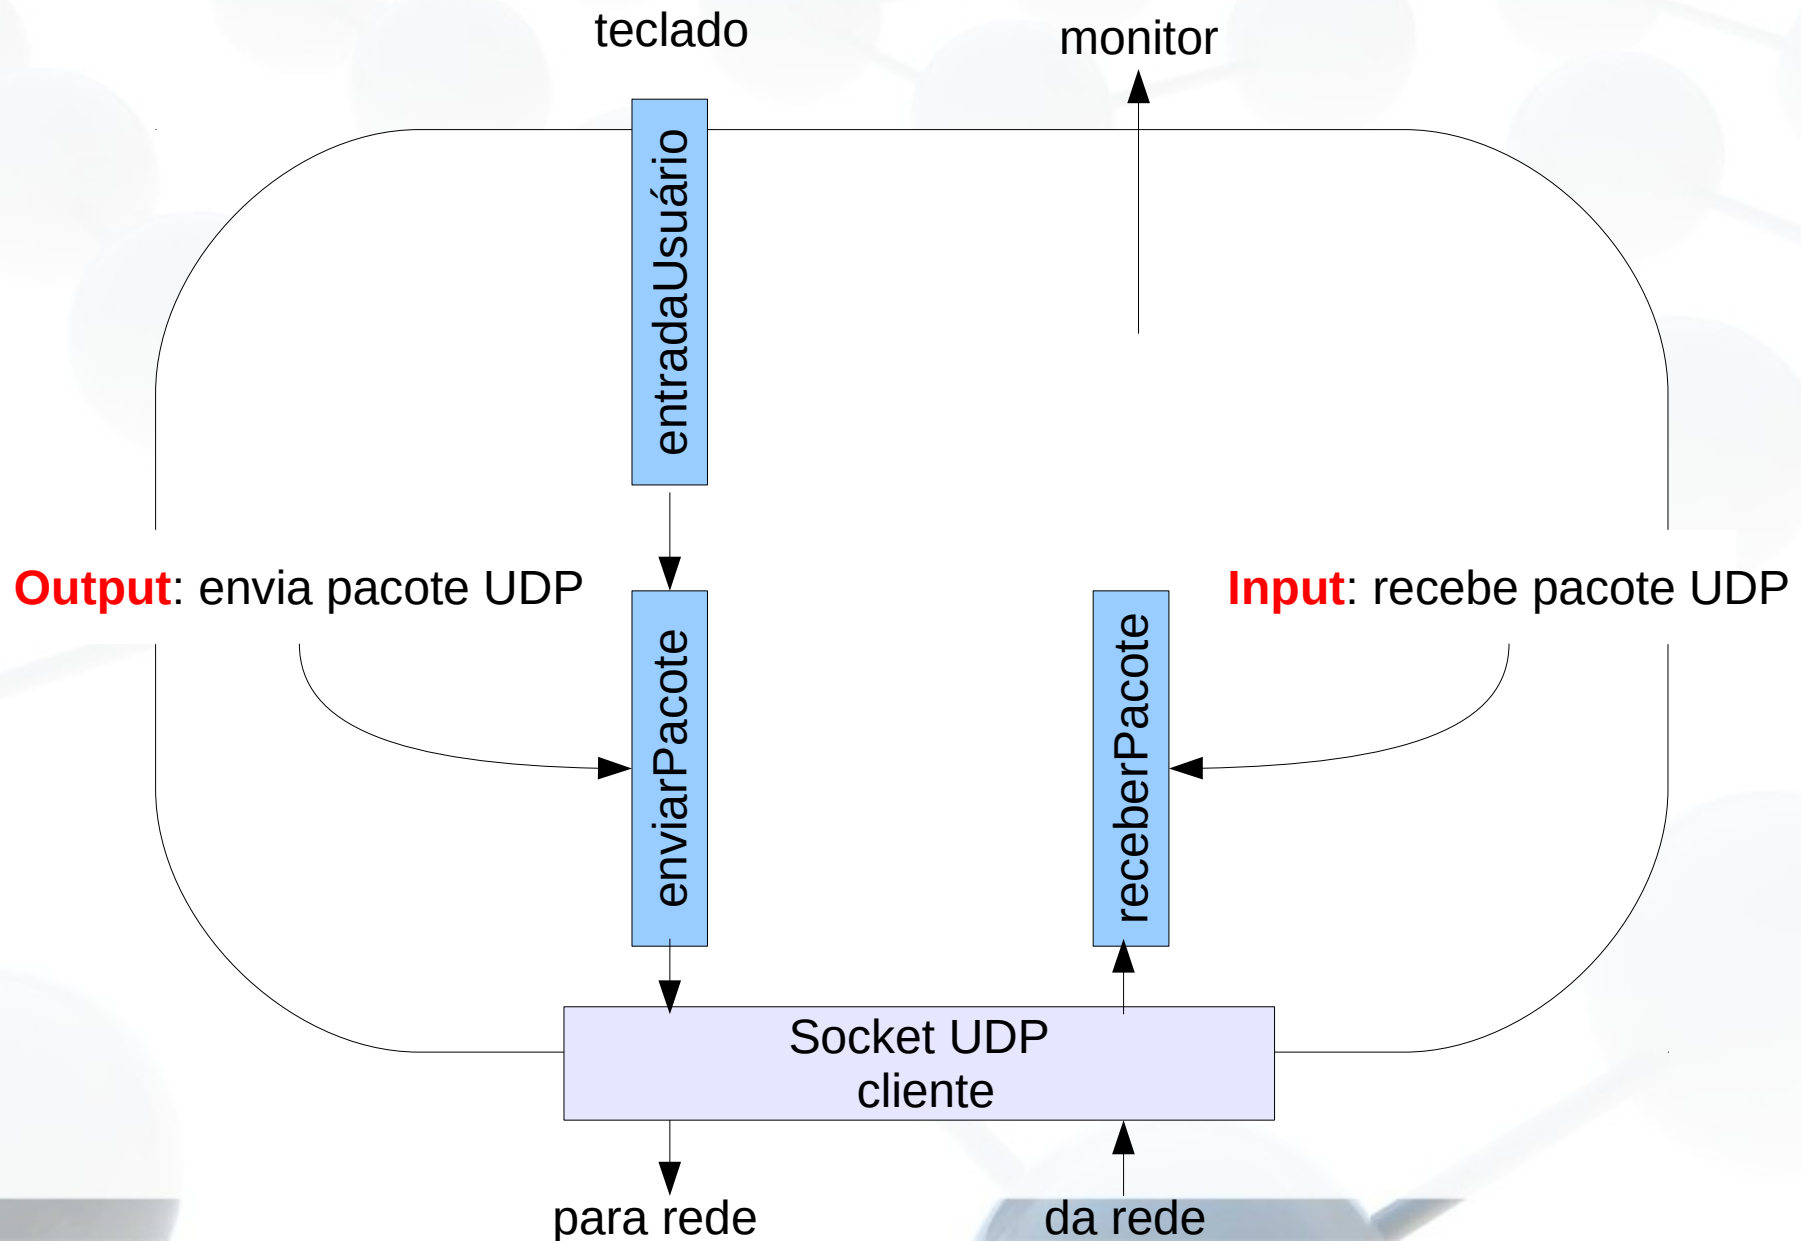 teclado
monitor
entradaUsuário
Output: envia pacote UDP
Input: recebe pacote UDP
enviarPacote
receberPacote
Socket UDP
cliente
para rede
da rede